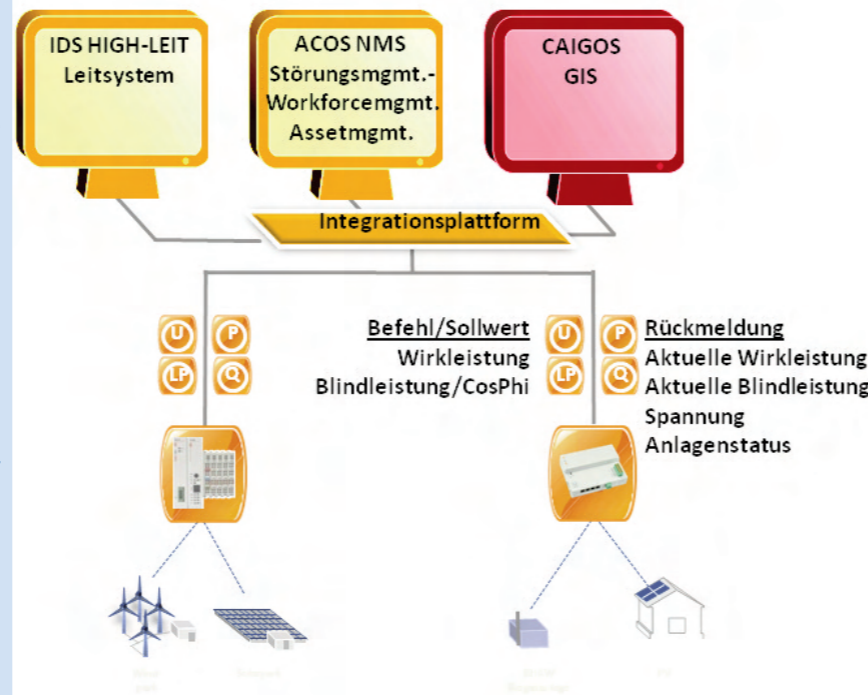 IDS HIGH-LEIT
Leitsystem
ACOS NMS
Störungsmgmt.-
Workforcemgmt.
Assetmgmt.
CAIGOS
GIS
Integrationsplattform
U
P
LP
Q
Befehl/Sollwert
Wirkleistung
Blindleistung/CosPhi
U
P
LP
Q
Rückmeldung
Aktuelle Wirkleistung
Aktuelle Blindleistung
Spannung
Anlagenstatus